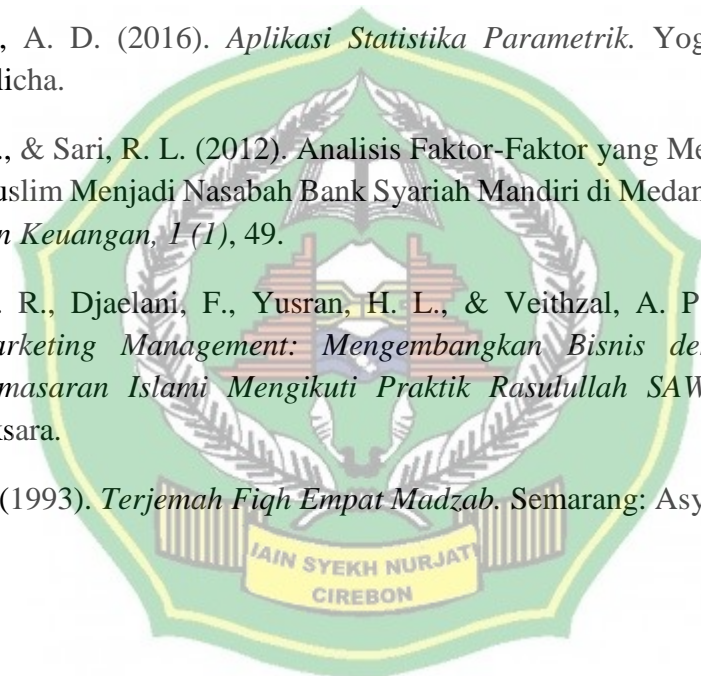 , A. D. (2016). Aplikasi Statistika Parametrik. Yog
licha.
., & Sari, R. L. (2012). Analisis Faktor-Faktor yang Me
uslim Menjadi Nasabah Bank Syariah Mandiri di Medan
n Keuangan, 1 (1), 49.
. R., Djaelani, F., Yusran, H. L., & Veithzal, A. P
arketing Management: Mengembangkan Bisnis de
masaran Islami Mengikuti Praktik Rasulullah SAW
ksara.
(1993). Terjemah Fiqh Empat Madzab. Semarang: Asy
IAIN SYEKH NURJATI
CIREBON